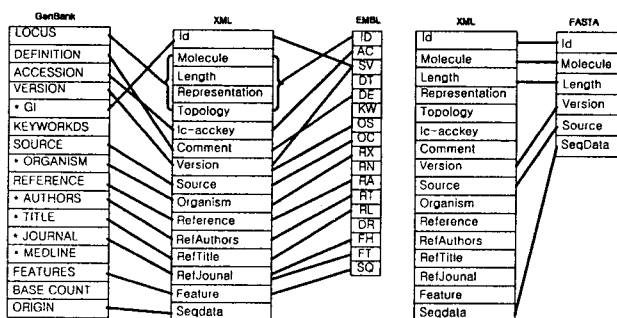 GenBank
LOCUS
DEFINITION
ACCESSION
VERSION
* GI
KEYWORKDS
SOURCE
* ORGANISM
REFERENCE
* AUTHORS
* TITLE
* JOURNAL
* MEDLINE
FEATURES
BASE COUNT
ORIGIN
XML
Id
Molecule
Length
Representation
Topology
Ic-acckey
Comment
Version
Source
Organism
Reference
RefAuthors
RefTitle
RefJounal
Feature
Seqdata
EMBL
ID
AC
SV
DT
DE
KW
OS
OC
RX
RN
RA
RT
RL
DR
FH
FT
SQ
XML
Id
Molecule
Length
Representation
Topology
Ic-acckey
Comment
Version
Source
Organism
Reference
RefAuthors
RefTitle
RefJounal
Feature
Seqdata
FASTA
Id
Molecule
Length
Version
Source
SeqData